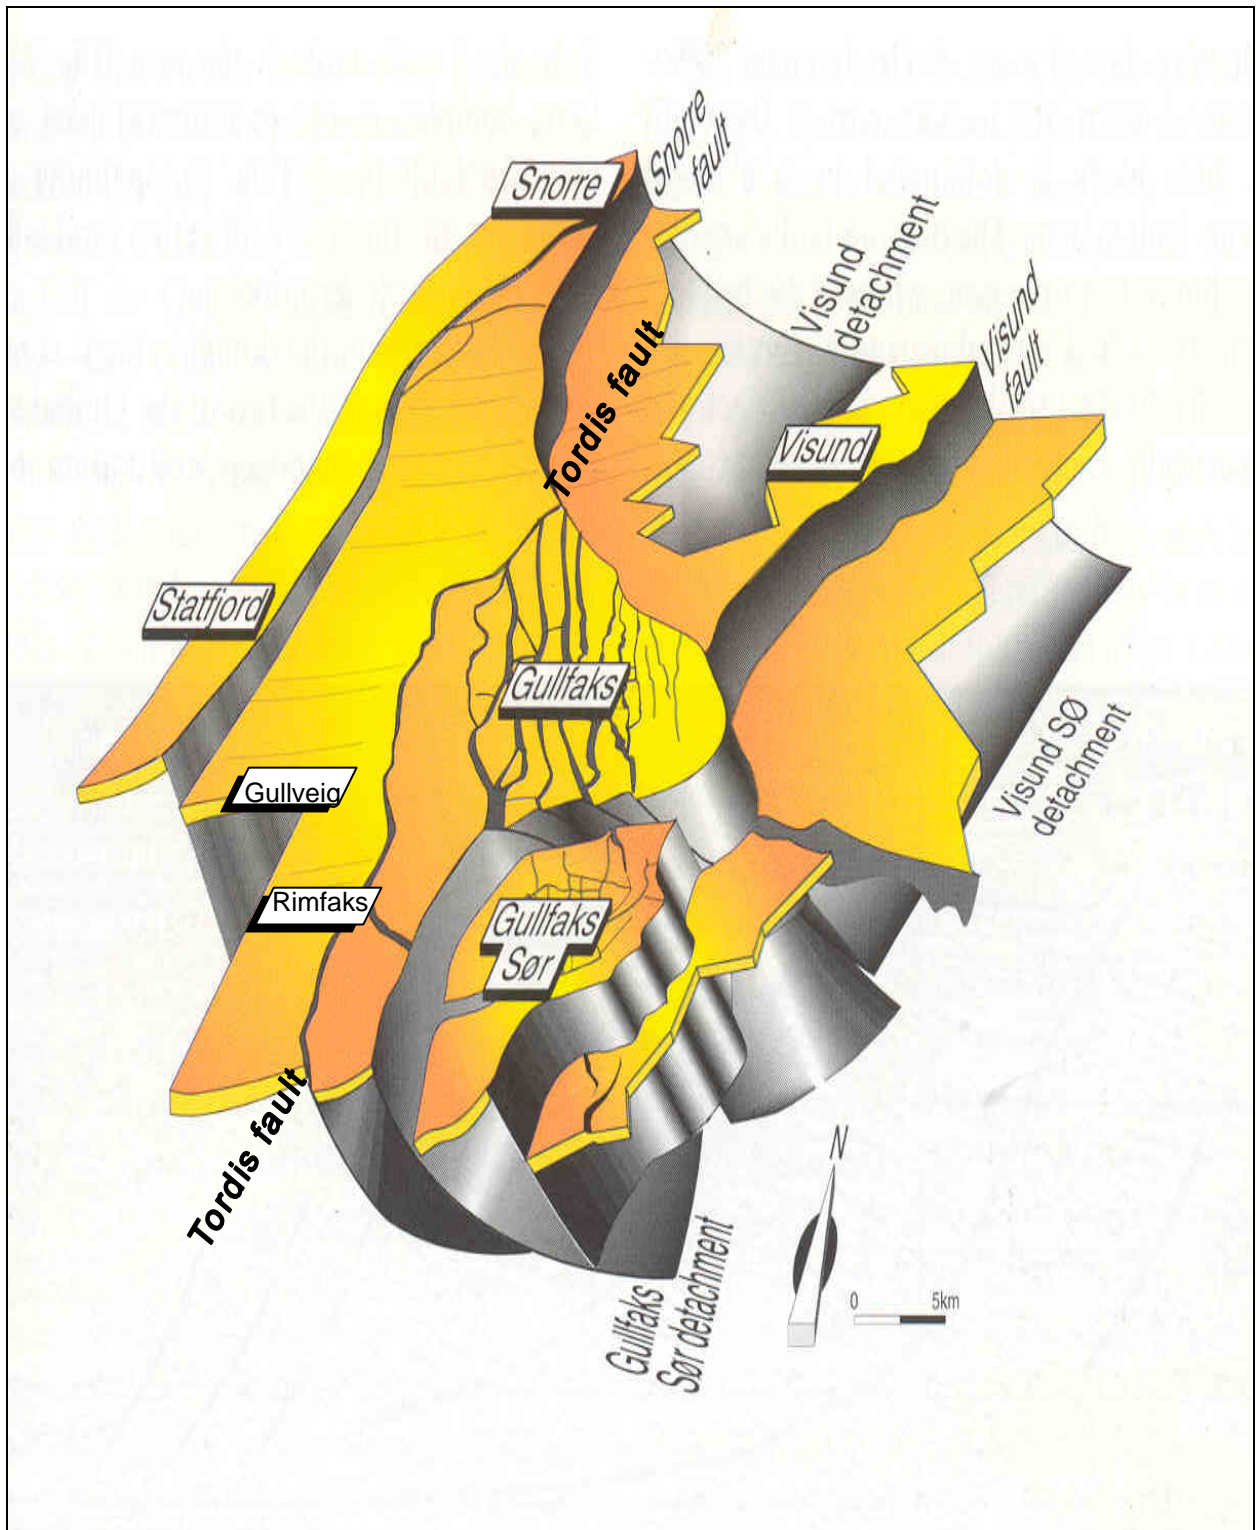 Snorre
Snorre
fault
Visund
detachment
Visund
fault
Tordis fault
Visund
Statfjord
Gullfaks
Gullveig
Visund SØ
detachment
Rimfaks
Gullfaks
Sør
Tordis fault
N
0 5km
Gullfaks
Sør detachment